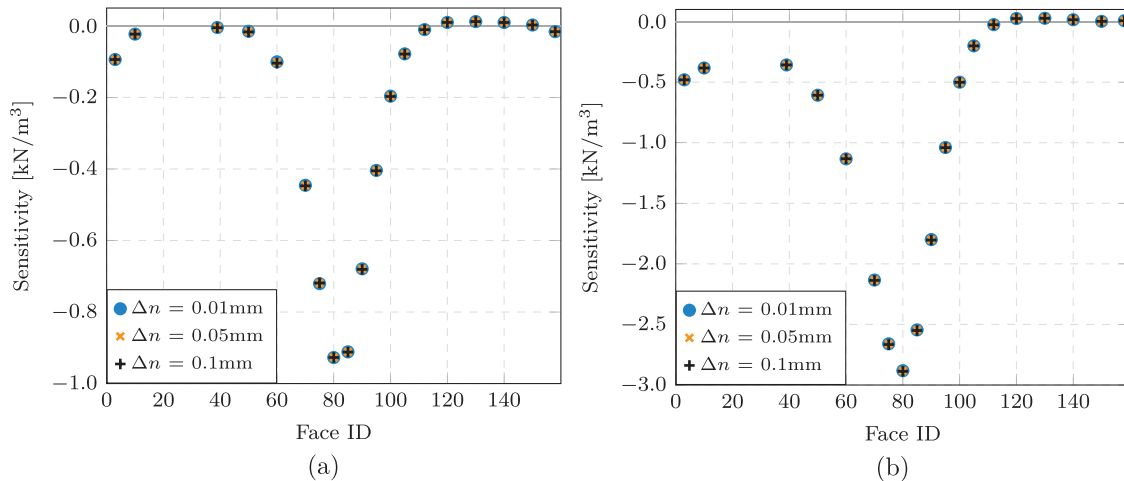 0.0
−0.2
−0.4
−0.6
−0.8
−1.0
Sensitivity [kN/m³]
Δn = 0.01mm
Δn = 0.05mm
Δn = 0.1mm
0 20 40 60 80 100 120 140
Face ID
(a)
0.0
−0.5
−1.0
−1.5
−2.0
−2.5
−3.0
Sensitivity [kN/m³]
Δn = 0.01mm
Δn = 0.05mm
Δn = 0.1mm
0 20 40 60 80 100 120 140
Face ID
(b)